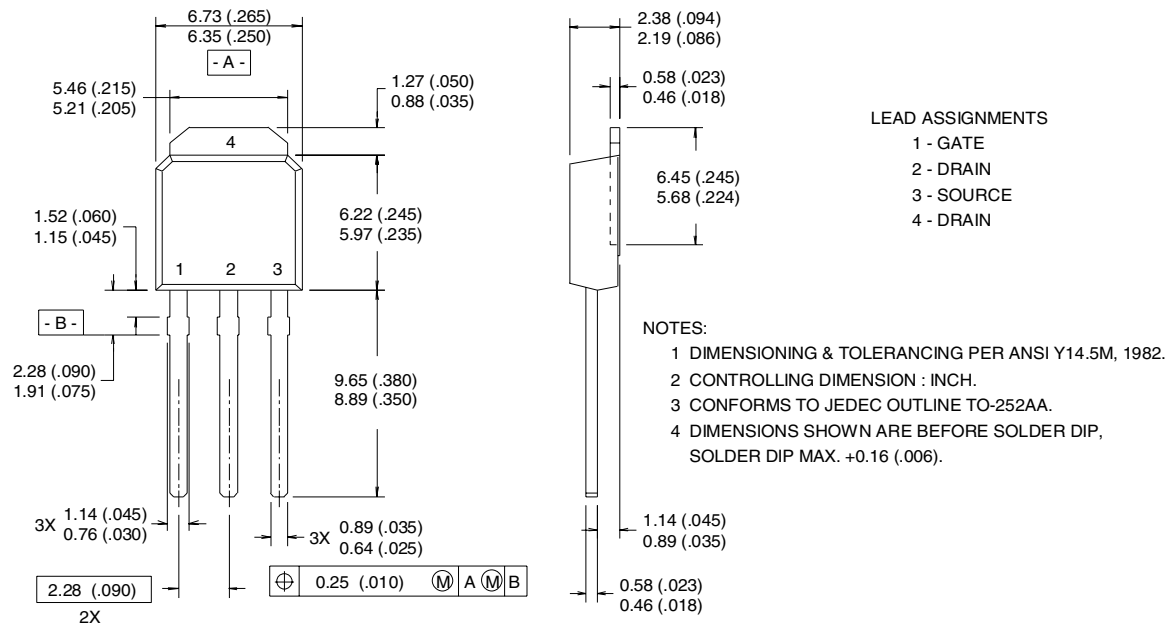 6.73 (.265)
6.35 (.250)
- A -
5.46 (.215)
5.21 (.205)
1.27 (.050)
0.88 (.035)
4
6.22 (.245)
5.97 (.235)
1.52 (.060)
1.15 (.045)
1 2 3
- B -
2.28 (.090)
1.91 (.075)
9.65 (.380)
8.89 (.350)
3X 1.14 (.045)
0.76 (.030)
3X 0.89 (.035)
0.64 (.025)
2.28 (.090)
2X
⌖ 0.25 (.010) Ⓜ A Ⓜ B
2.38 (.094)
2.19 (.086)
0.58 (.023)
0.46 (.018)
6.45 (.245)
5.68 (.224)
1.14 (.045)
0.89 (.035)
0.58 (.023)
0.46 (.018)
LEAD ASSIGNMENTS
1 - GATE
2 - DRAIN
3 - SOURCE
4 - DRAIN
NOTES:
1 DIMENSIONING & TOLERANCING PER ANSI Y14.5M, 1982.
2 CONTROLLING DIMENSION : INCH.
3 CONFORMS TO JEDEC OUTLINE TO-252AA.
4 DIMENSIONS SHOWN ARE BEFORE SOLDER DIP,
SOLDER DIP MAX. +0.16 (.006).